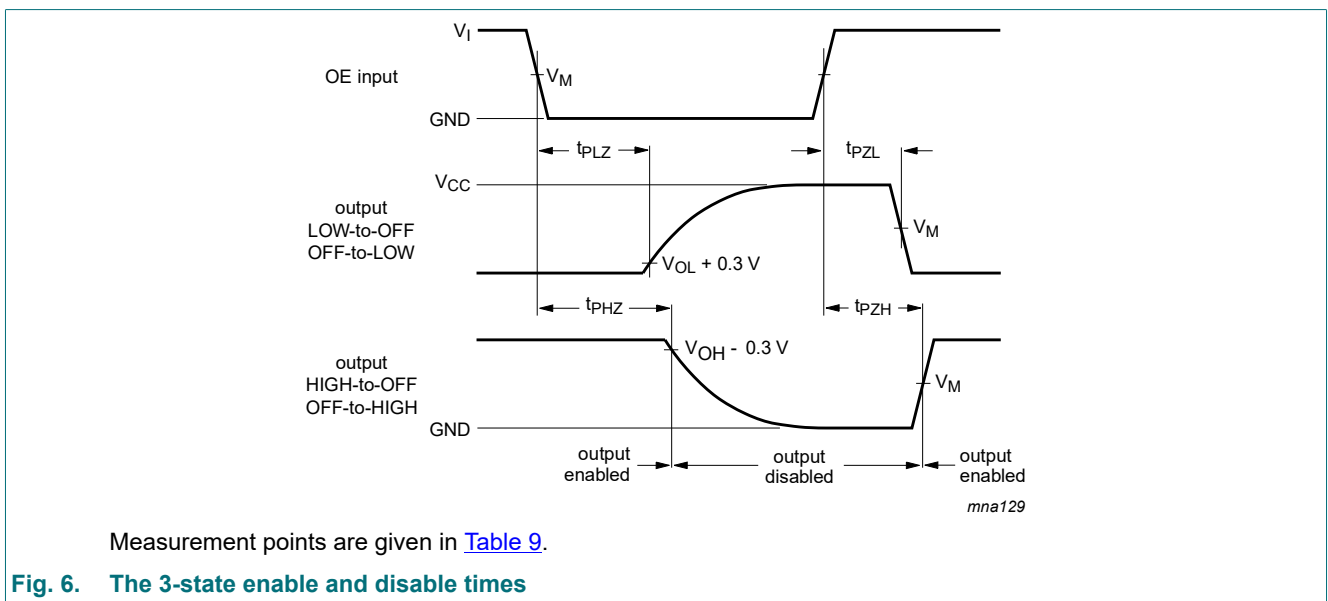 VI
OE input
VM
GND
tPLZ
tPZL
VCC
output
LOW-to-OFF
OFF-to-LOW
VM
VOL + 0.3 V
tPHZ
tPZH
VOH - 0.3 V
output
HIGH-to-OFF
OFF-to-HIGH
VM
GND
output
enabled
output
disabled
output
enabled
mna129
Measurement points are given in Table 9.
Fig. 6. The 3-state enable and disable times